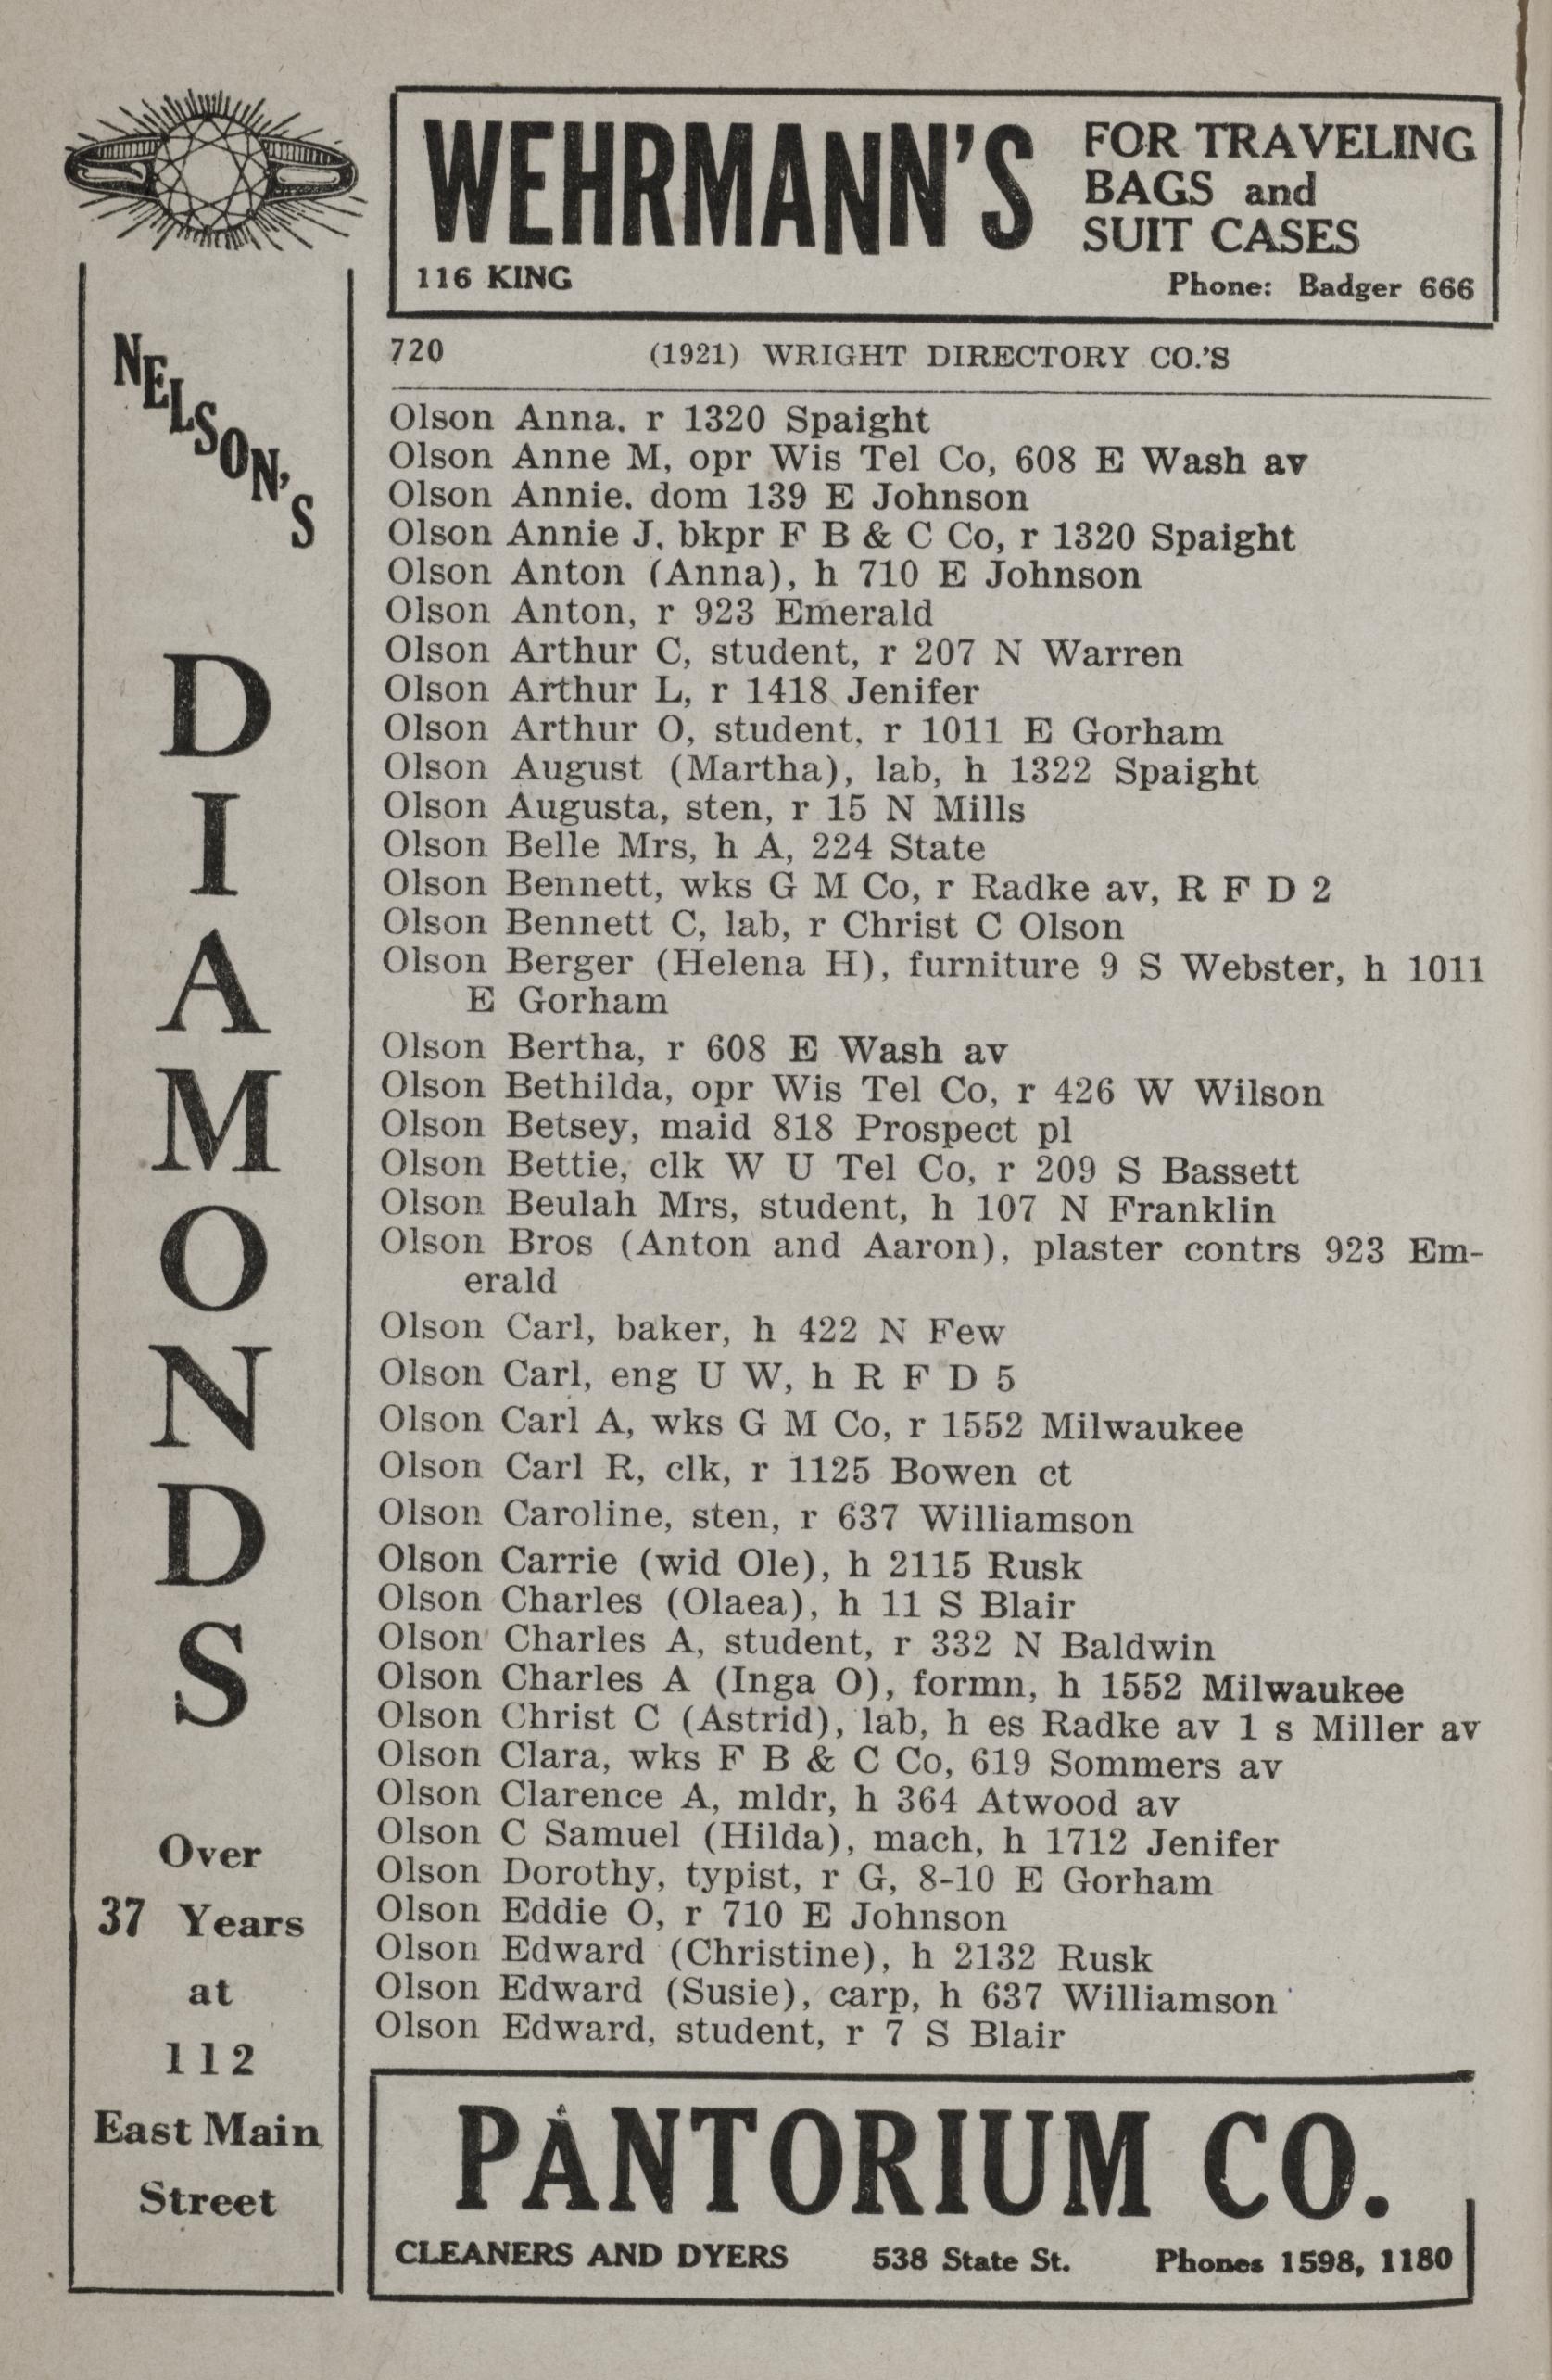 WEHRMANN'S
FOR TRAVELING
BAGS and
SUIT CASES
116 KING
Phone: Badger 666
NELSON'S
DIAMONDS
Over
37 Years
at
112
East Main
Street
720 (1921) WRIGHT DIRECTORY CO.'S
Olson Anna. r 1320 Spaight
Olson Anne M, opr Wis Tel Co, 608 E Wash av
Olson Annie. dom 139 E Johnson
Olson Annie J. bkpr F B & C Co, r 1320 Spaight
Olson Anton (Anna), h 710 E Johnson
Olson Anton, r 923 Emerald
Olson Arthur C, student, r 207 N Warren
Olson Arthur L, r 1418 Jenifer
Olson Arthur O, student, r 1011 E Gorham
Olson August (Martha), lab, h 1322 Spaight
Olson Augusta, sten, r 15 N Mills
Olson Belle Mrs, h A, 224 State
Olson Bennett, wks G M Co, r Radke av, R F D 2
Olson Bennett C, lab, r Christ C Olson
Olson Berger (Helena H), furniture 9 S Webster, h 1011
E Gorham
Olson Bertha, r 608 E Wash av
Olson Bethilda, opr Wis Tel Co, r 426 W Wilson
Olson Betsey, maid 818 Prospect pl
Olson Bettie, clk W U Tel Co, r 209 S Bassett
Olson Beulah Mrs, student, h 107 N Franklin
Olson Bros (Anton and Aaron), plaster contrs 923 Em-
erald
Olson Carl, baker, h 422 N Few
Olson Carl, eng U W, h R F D 5
Olson Carl A, wks G M Co, r 1552 Milwaukee
Olson Carl R, clk, r 1125 Bowen ct
Olson Caroline, sten, r 637 Williamson
Olson Carrie (wid Ole), h 2115 Rusk
Olson Charles (Olaea), h 11 S Blair
Olson Charles A, student, r 332 N Baldwin
Olson Charles A (Inga O), formn, h 1552 Milwaukee
Olson Christ C (Astrid), lab, h es Radke av 1 s Miller av
Olson Clara, wks F B & C Co, 619 Sommers av
Olson Clarence A, mldr, h 364 Atwood av
Olson C Samuel (Hilda), mach, h 1712 Jenifer
Olson Dorothy, typist, r G, 8-10 E Gorham
Olson Eddie O, r 710 E Johnson
Olson Edward (Christine), h 2132 Rusk
Olson Edward (Susie), carp, h 637 Williamson
Olson Edward, student, r 7 S Blair
PANTORIUM CO.
CLEANERS AND DYERS 538 State St. Phones 1598, 1180